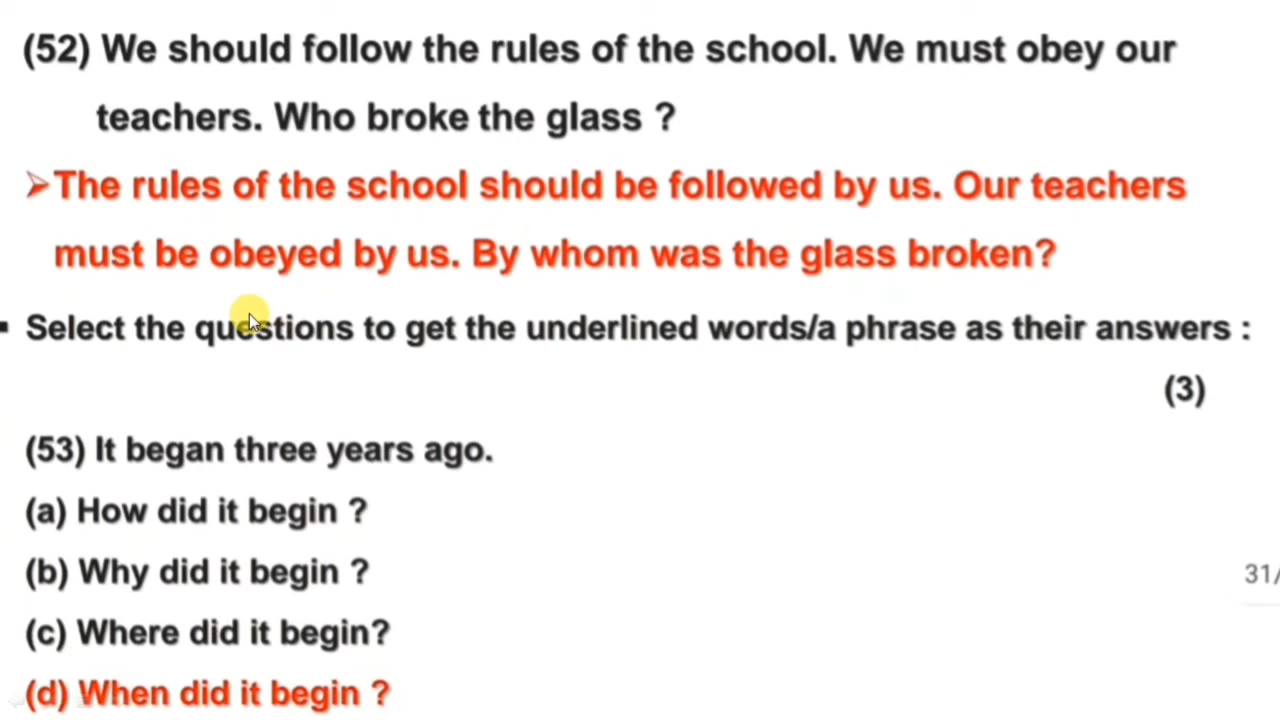 (52) We should follow the rules of the school. We must obey our
teachers. Who broke the glass ?
➢The rules of the school should be followed by us. Our teachers
must be obeyed by us. By whom was the glass broken?
▪ Select the questions to get the underlined words/a phrase as their answers :
(3)
(53) It began three years ago.
(a) How did it begin ?
(b) Why did it begin ?
31/
(c) Where did it begin?
(d) When did it begin ?